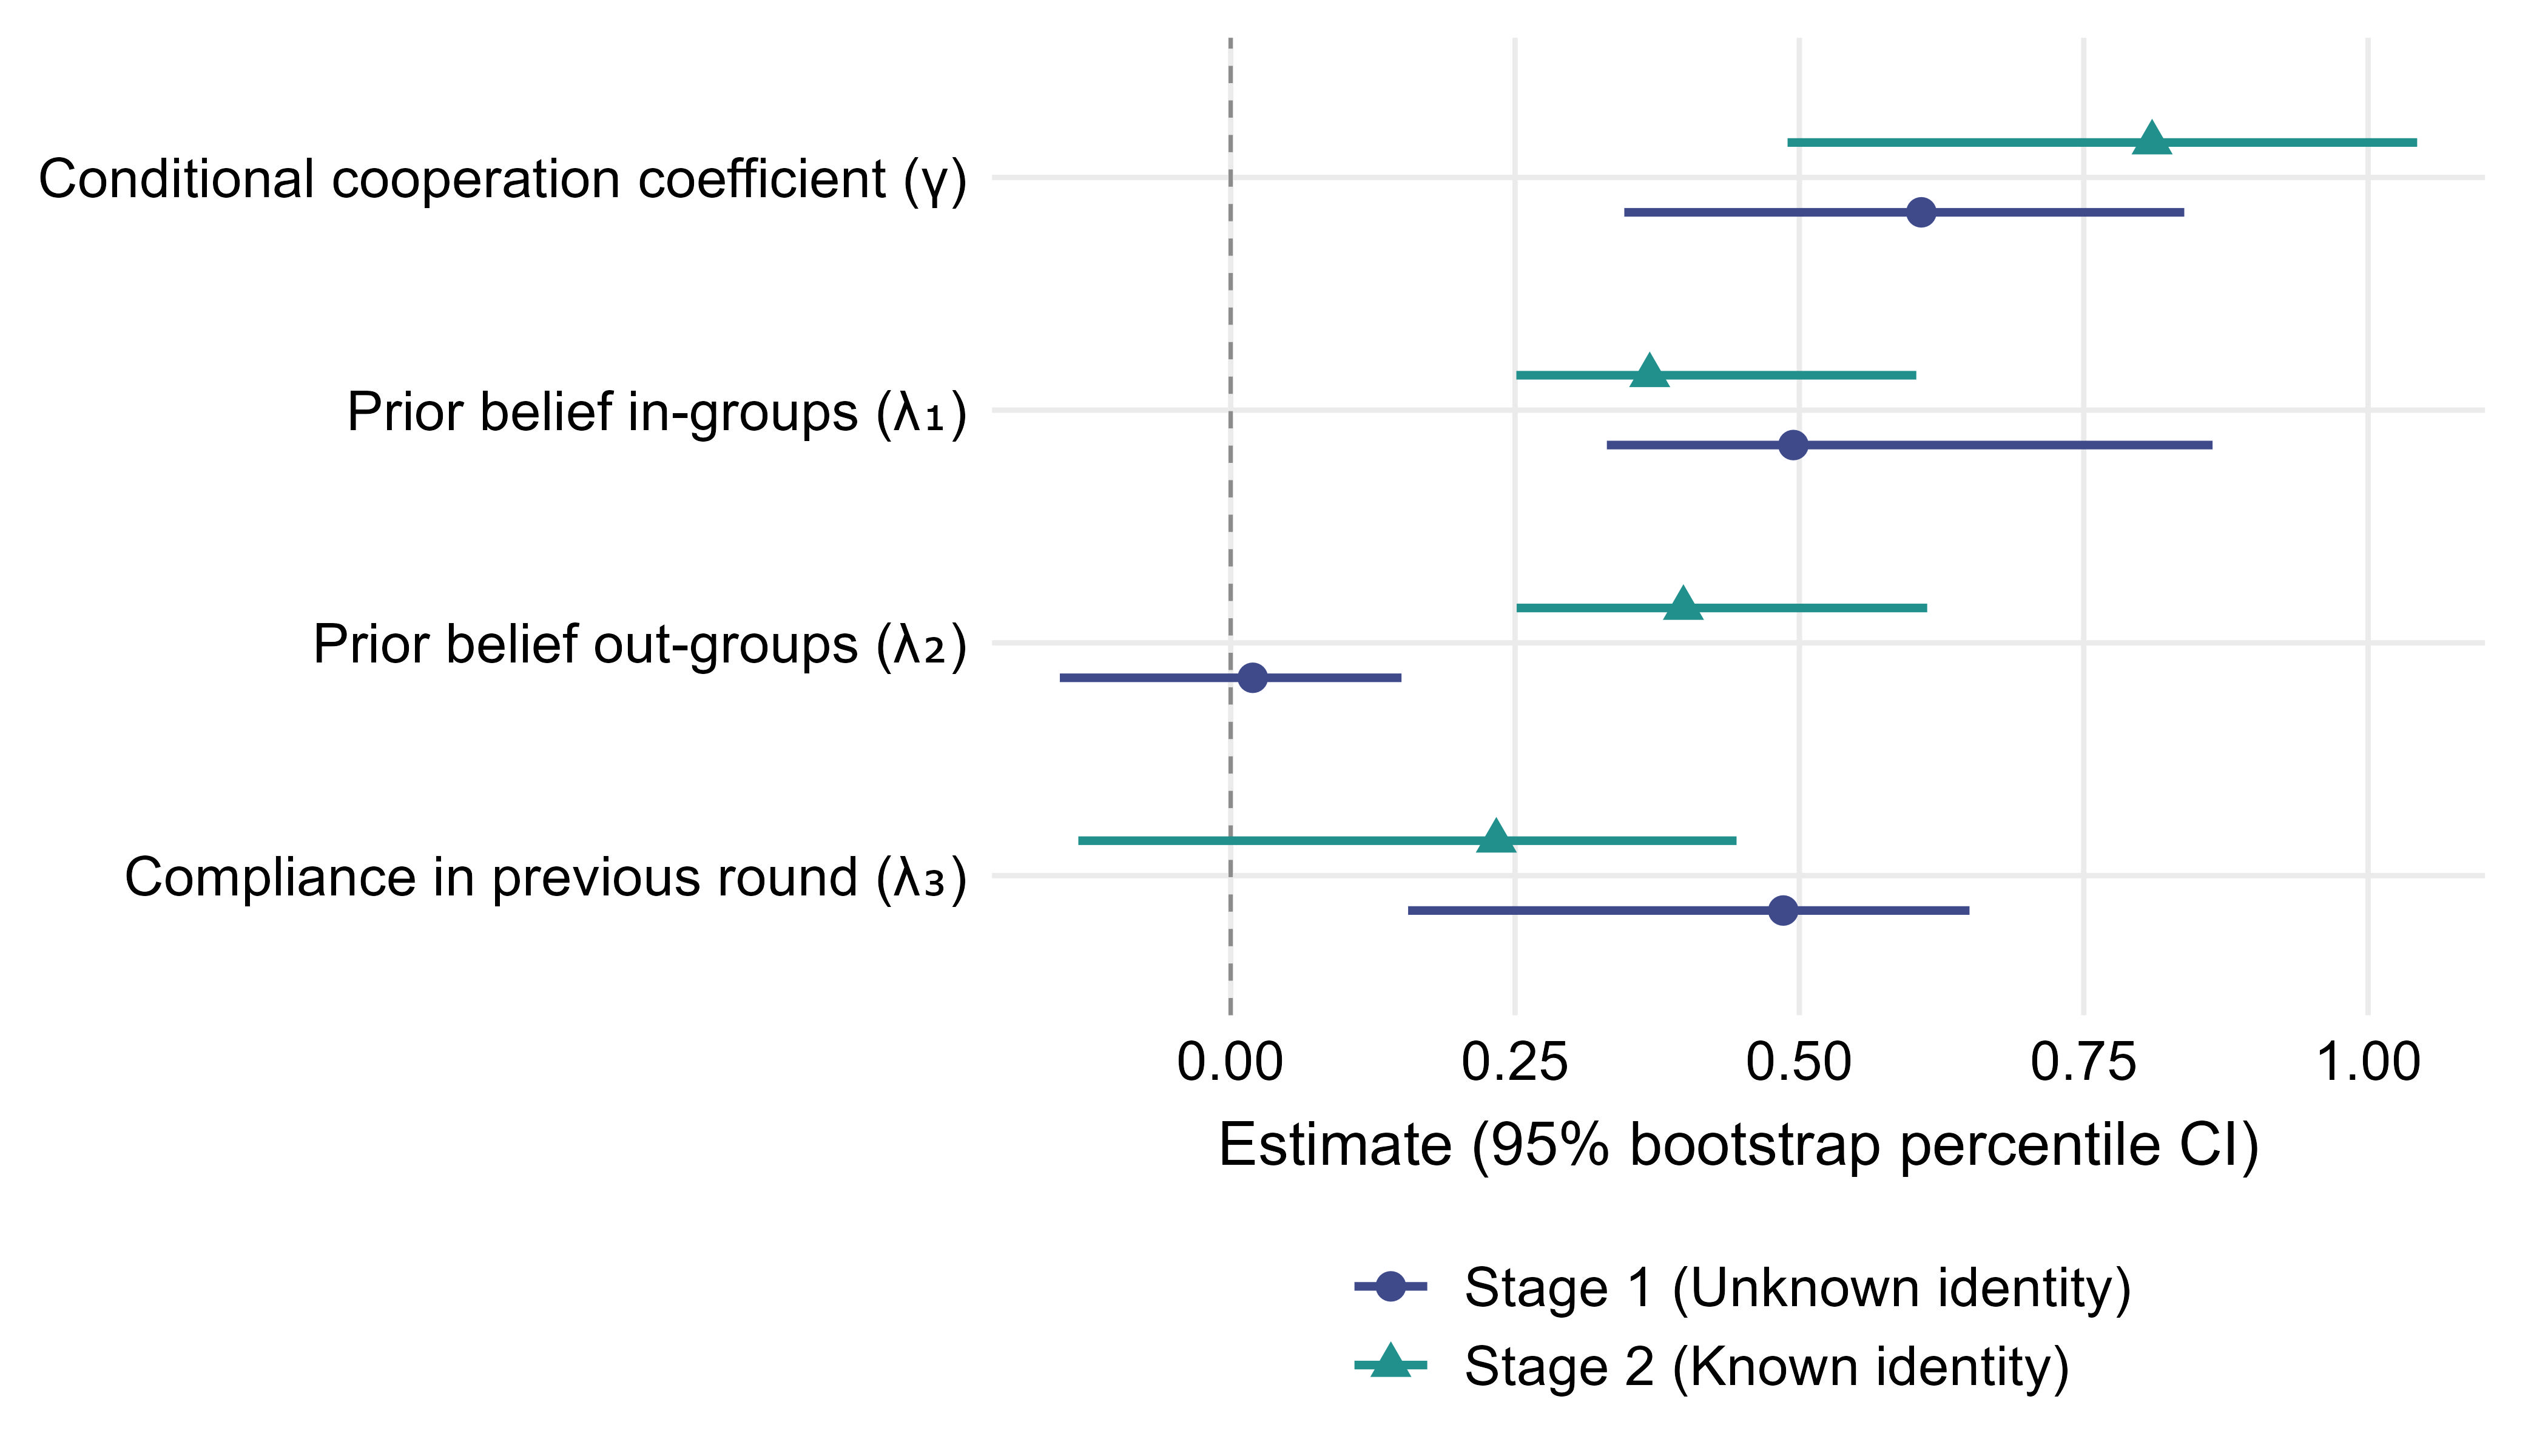 Conditional cooperation coefficient (γ)
Prior belief in-groups (λ₁)
Prior belief out-groups (λ₂)
Compliance in previous round (λ₃)
0.00 0.25 0.50 0.75 1.00
Estimate (95% bootstrap percentile CI)
Stage 1 (Unknown identity)
Stage 2 (Known identity)